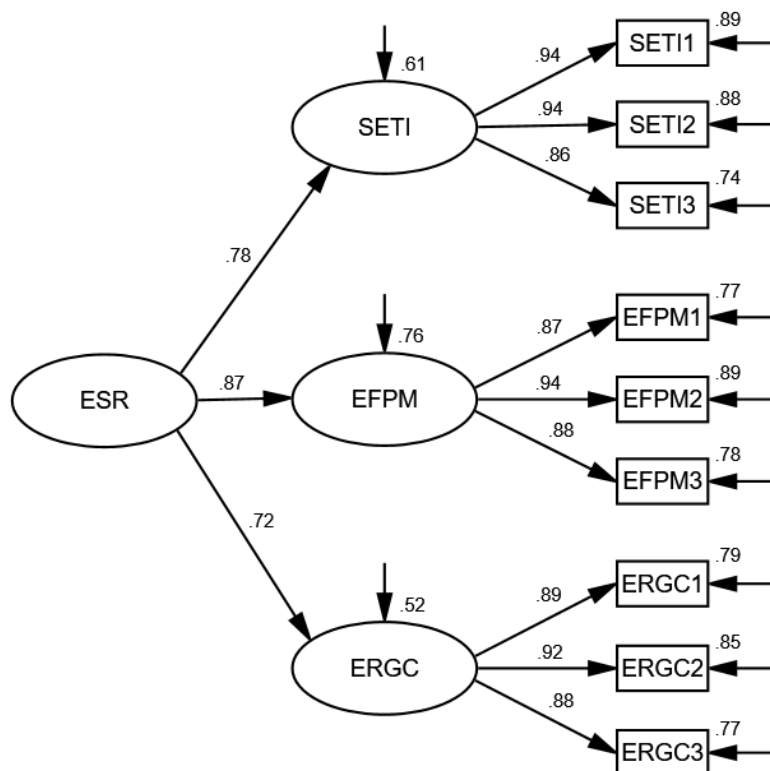 .89
SETI1
.94
.61
.88
SETI
.94
SETI2
.86
.74
SETI3
.78
.77
EFPM1
.87
.76
.89
ESR
.87
EFPM
.94
EFPM2
.88
.78
EFPM3
.72
.79
ERGC1
.89
.52
.85
ERGC
.92
ERGC2
.88
.77
ERGC3